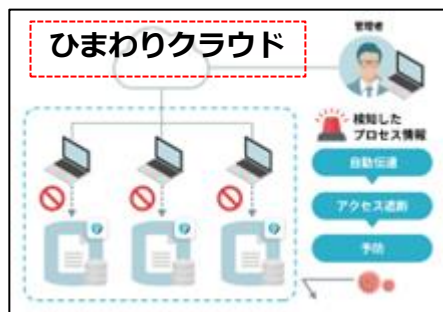 ひまわりクラウド
管理者
検知した
プロセス情報
自動伝達
アクセス遮断
予防